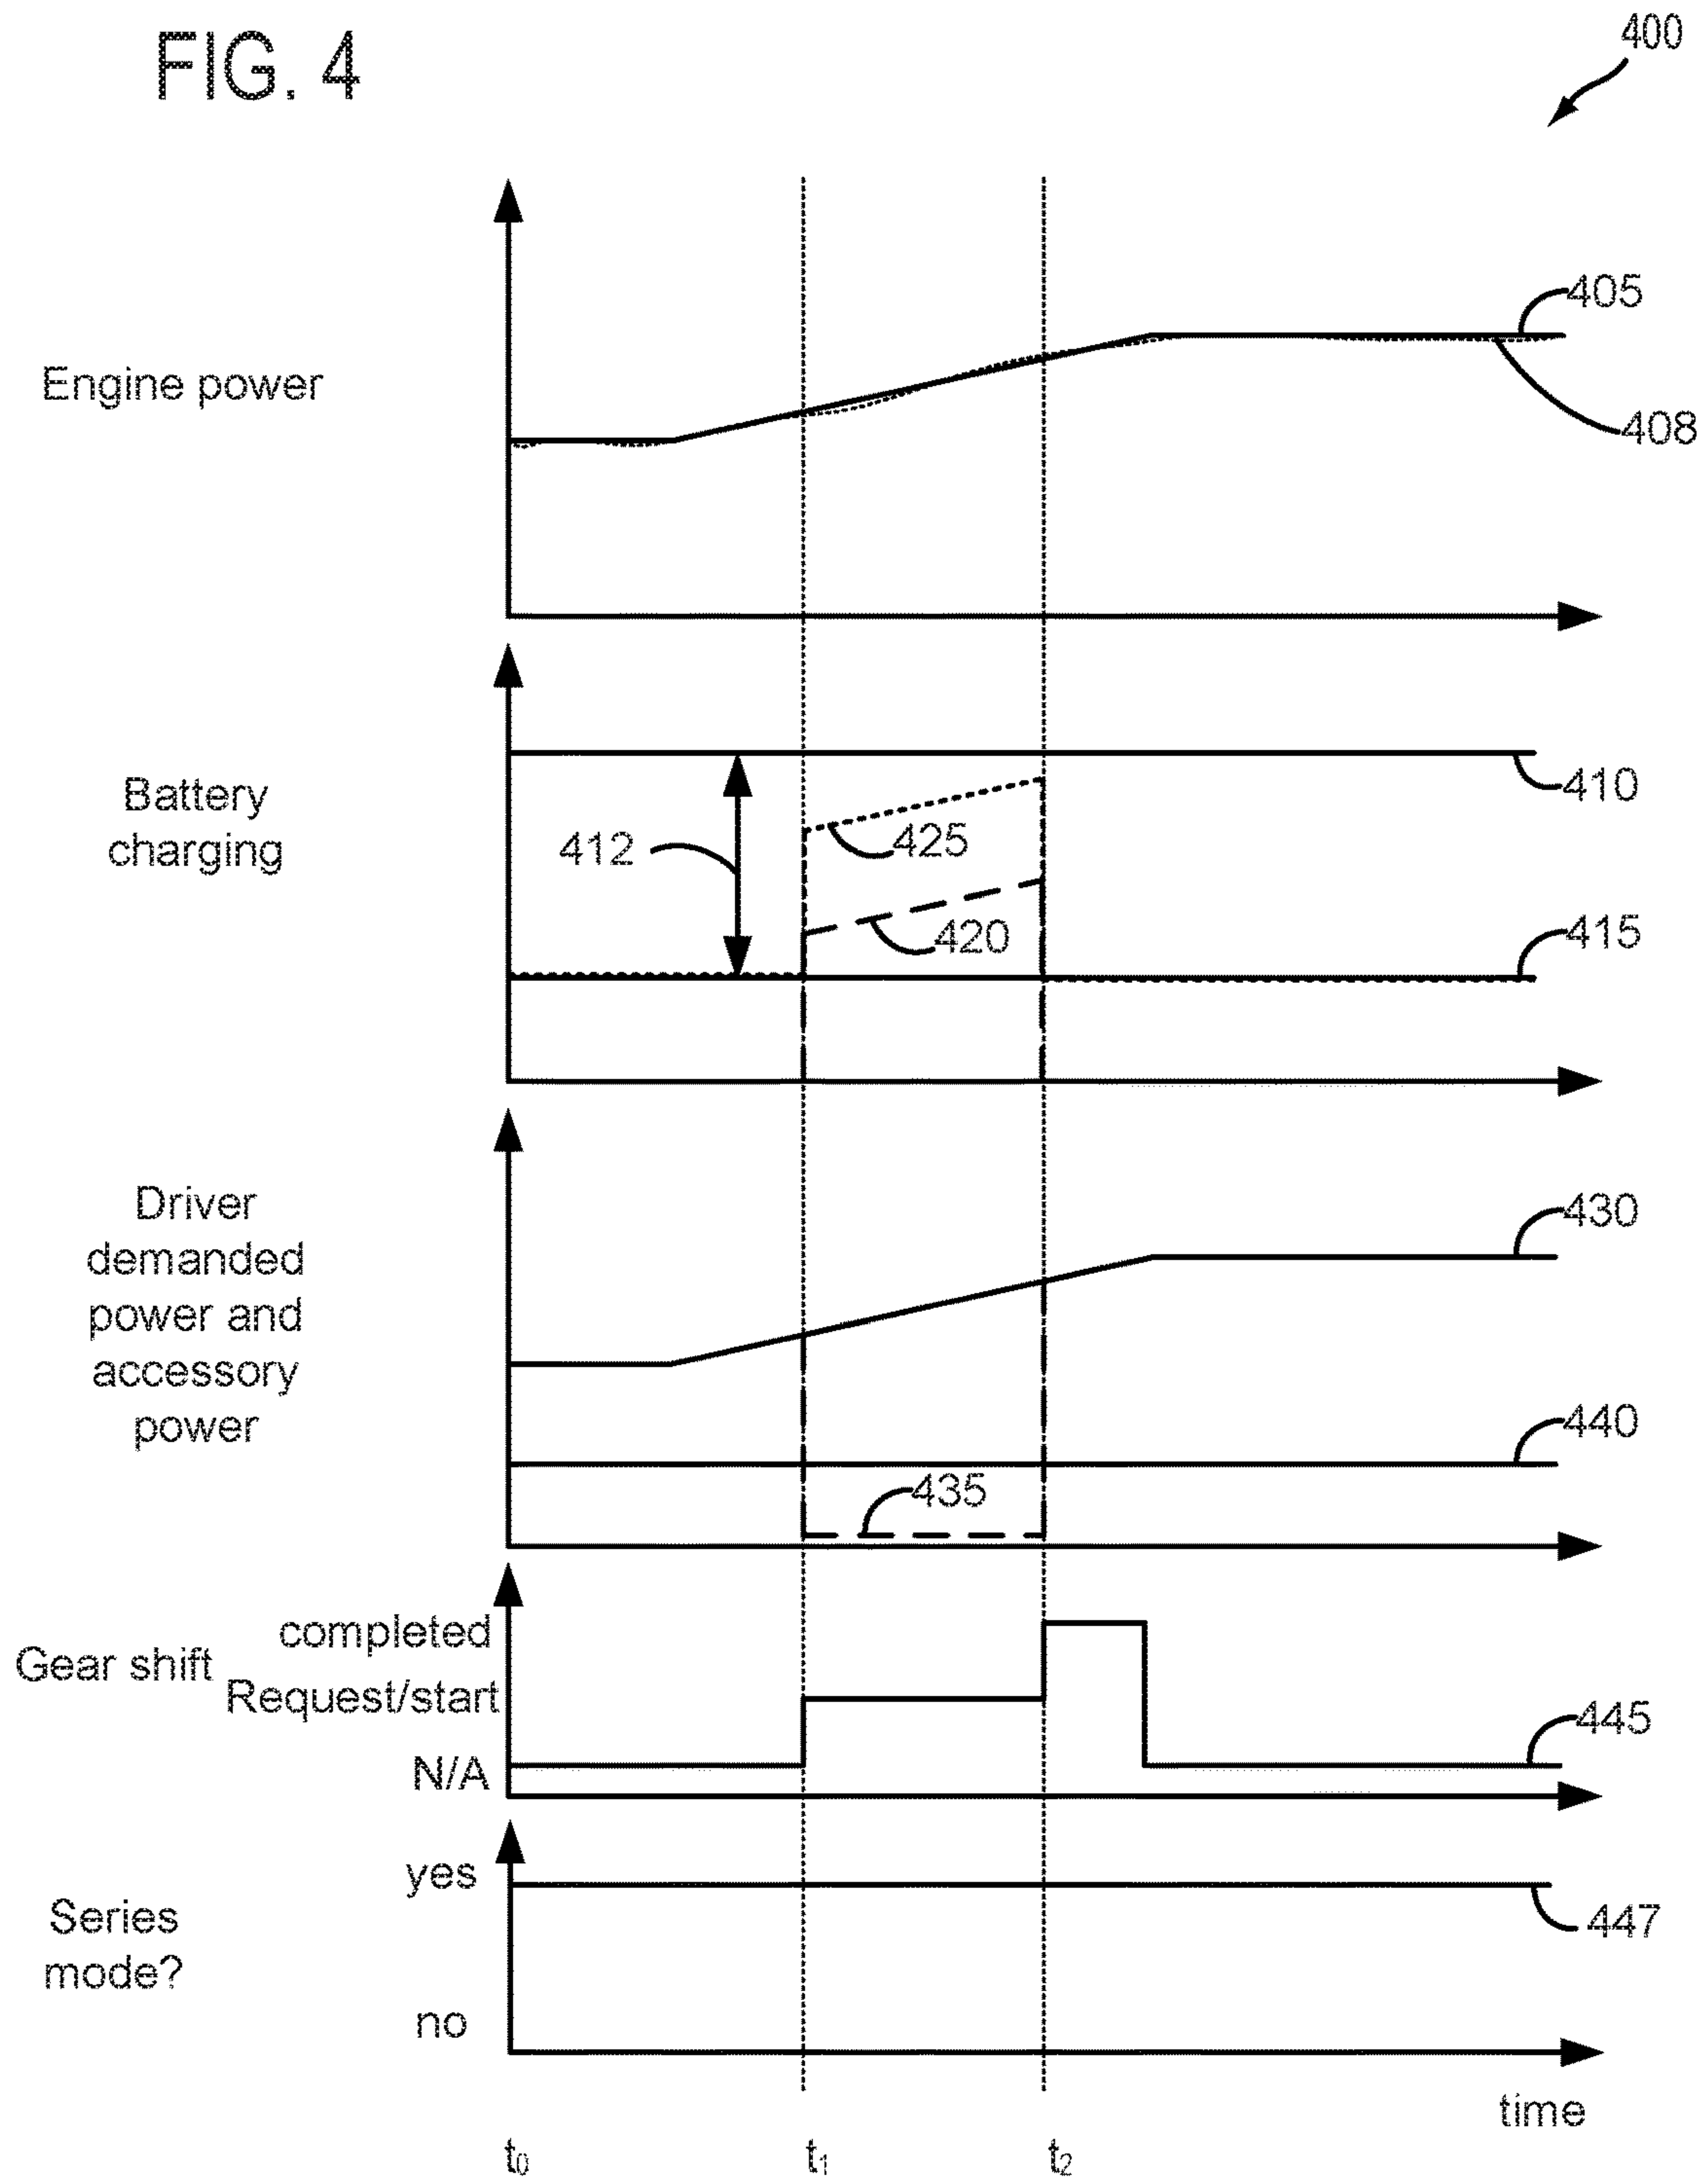 FIG. 4
400
405
Engine power
408
410
Battery
charging
412
425
420
415
Driver
demanded
power and
accessory
power
430
440
435
completed
Gear shift
Request/start
445
N/A
yes
Series
mode?
447
no
time
t0
t1
t2